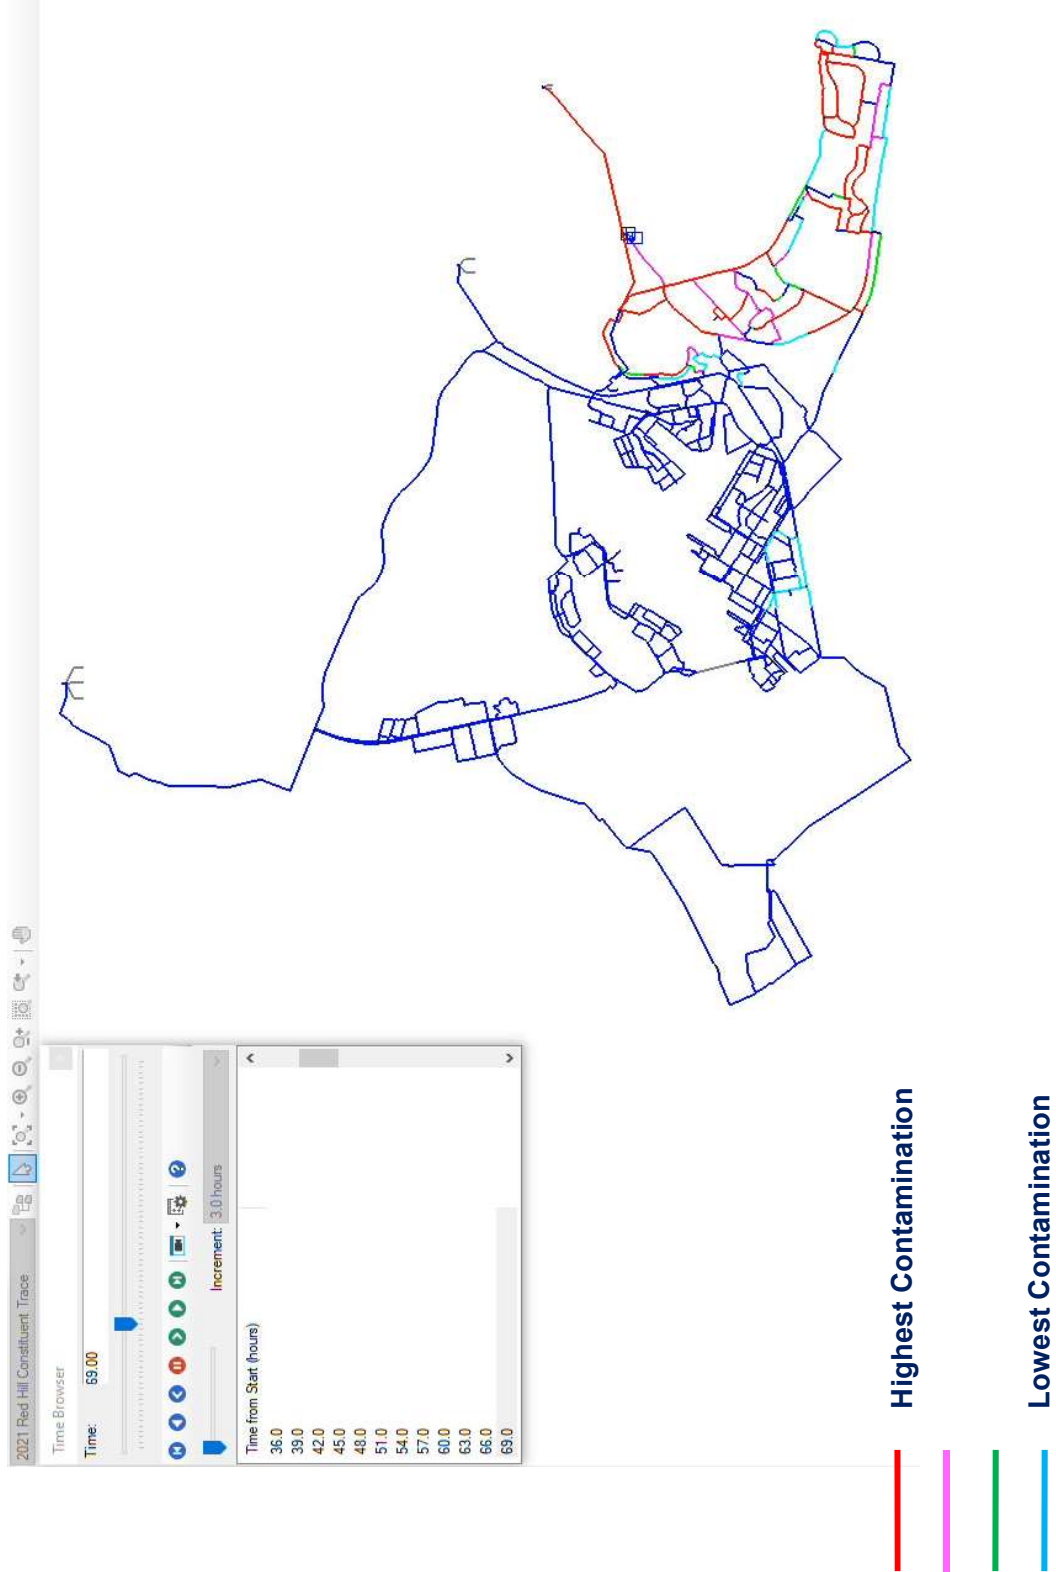 2021 Red Hill Constituent Trace
Time Browser
Time:
69.00
Increment: 3.0 hours
Time from Start (hours)
36.0
39.0
42.0
45.0
48.0
51.0
54.0
57.0
60.0
63.0
66.0
69.0
Highest Contamination
Lowest Contamination